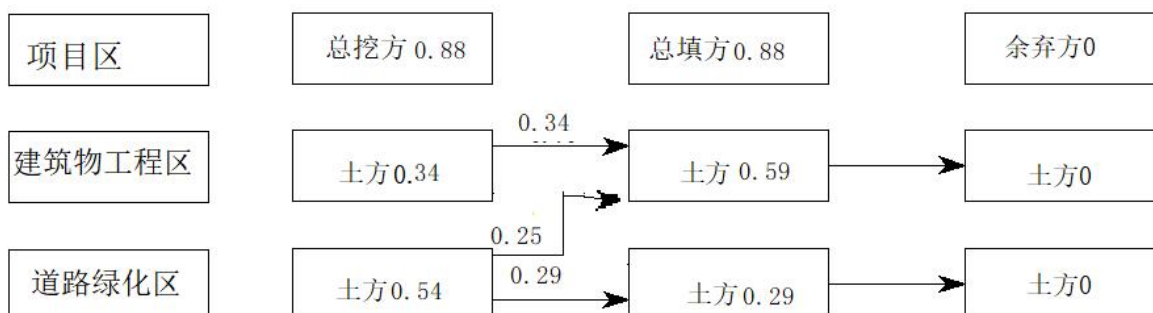 项目区
总挖方0.88
总填方0.88
余弃方0
0.34
建筑物工程区
土方0.34
土方0.59
土方0
0.25
0.29
道路绿化区
土方0.54
土方0.29
土方0